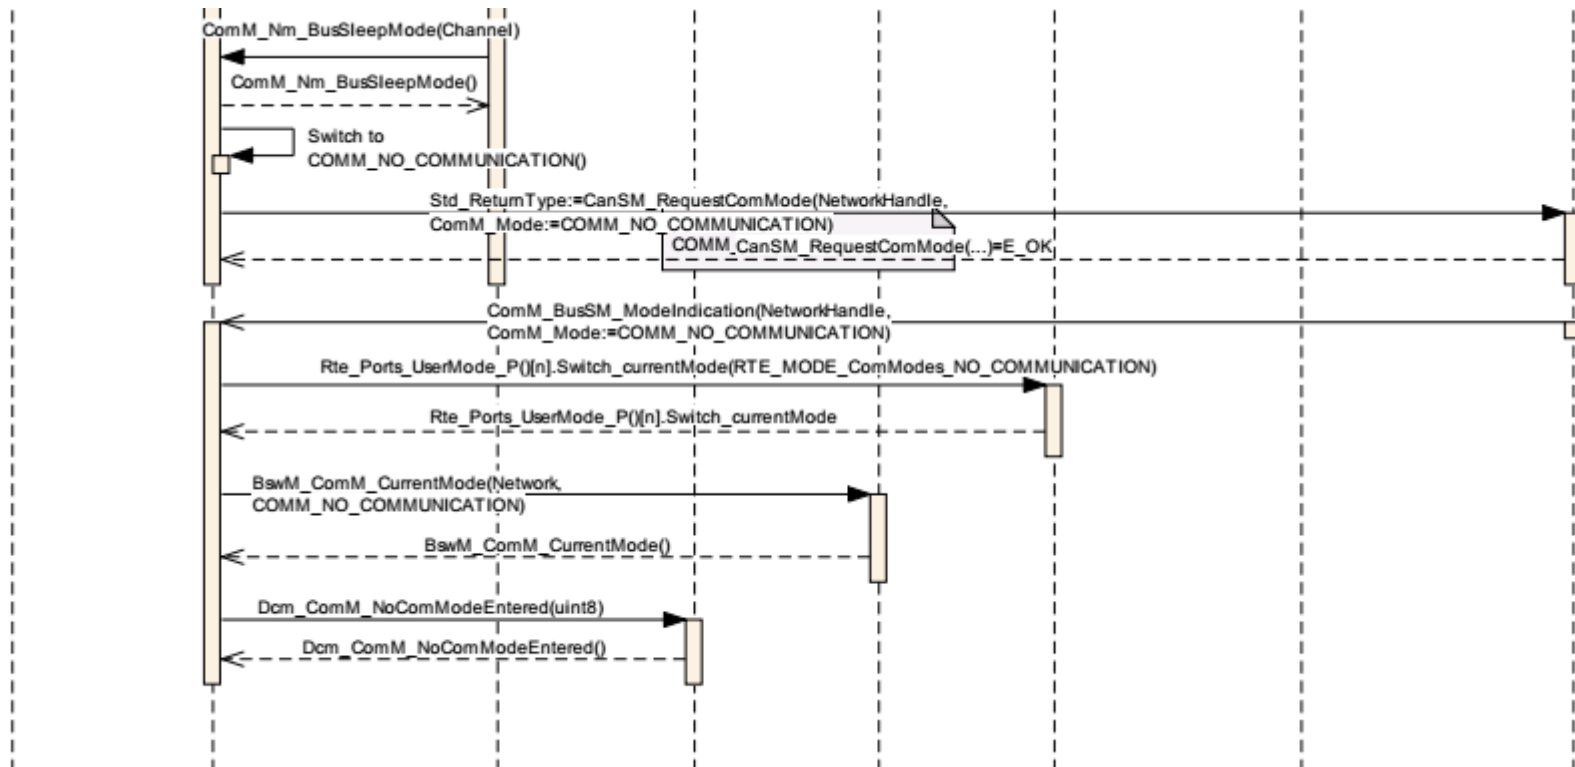 ComM_Nm_BusSleepMode(Channel)
ComM_Nm_BusSleepMode()
Switch to
COMM_NO_COMMUNICATION()
Std_ReturnType:=CanSM_RequestComMode(NetworkHandle,
ComM_Mode:=COMM_NO_COMMUNICATION)
COMM_CanSM_RequestComMode(...)=E_OK
ComM_BusSM_ModeIndication(NetworkHandle,
ComM_Mode:=COMM_NO_COMMUNICATION)
Rte_Ports_UserMode_P()[n].Switch_currentMode(RTE_MODE_ComModes_NO_COMMUNICATION)
Rte_Ports_UserMode_P()[n].Switch_currentMode
BswM_ComM_CurrentMode(Network,
COMM_NO_COMMUNICATION)
BswM_ComM_CurrentMode()
Dcm_ComM_NoComModeEntered(uint8)
Dcm_ComM_NoComModeEntered()